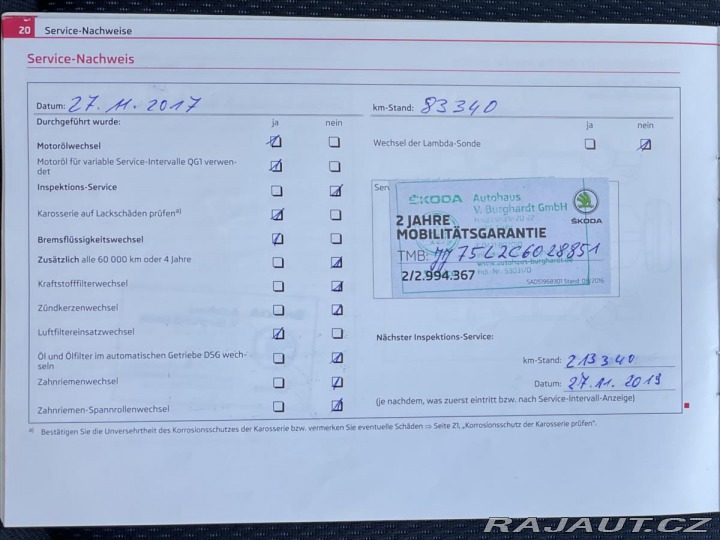 20 Service-Nachweise
Service-Nachweis
Datum: 27. 11. 2017
km-Stand: 83340
Durchgeführt wurde: ja nein
ja nein
Motorölwechsel
Wechsel der Lambda-Sonde
Motoröl für variable Service-Intervalle QG1 verwen-
det
Inspektions-Service
Karosserie auf Lackschäden prüfen a)
Bremsflüssigkeitswechsel
Zusätzlich alle 60 000 km oder 4 Jahre
Kraftstofffilterwechsel
Zündkerzenwechsel
Luftfiltereinsatzwechsel
Öl und Ölfilter im automatischen Getriebe DSG wech-
seln
Zahnriemenwechsel
Zahnriemen-Spannrollenwechsel
Ser
ŠKODA Autohaus
V. Burghardt GmbH
ŠKODA
2 JAHRE
MOBILITÄTSGARANTIE
TMB:
2/2.994.367
Nächster Inspektions-Service:
km-Stand: 213340
Datum: 27.11.2019
(je nachdem, was zuerst eintritt bzw. nach Service-Intervall-Anzeige)
a) Bestätigen Sie die Unversehrtheit des Korrosionsschutzes der Karosserie bzw. vermerken Sie eventuelle Schäden ⇒ Seite 21, „Korrosionsschutz der Karosserie prüfen".
RAJAUT.CZ